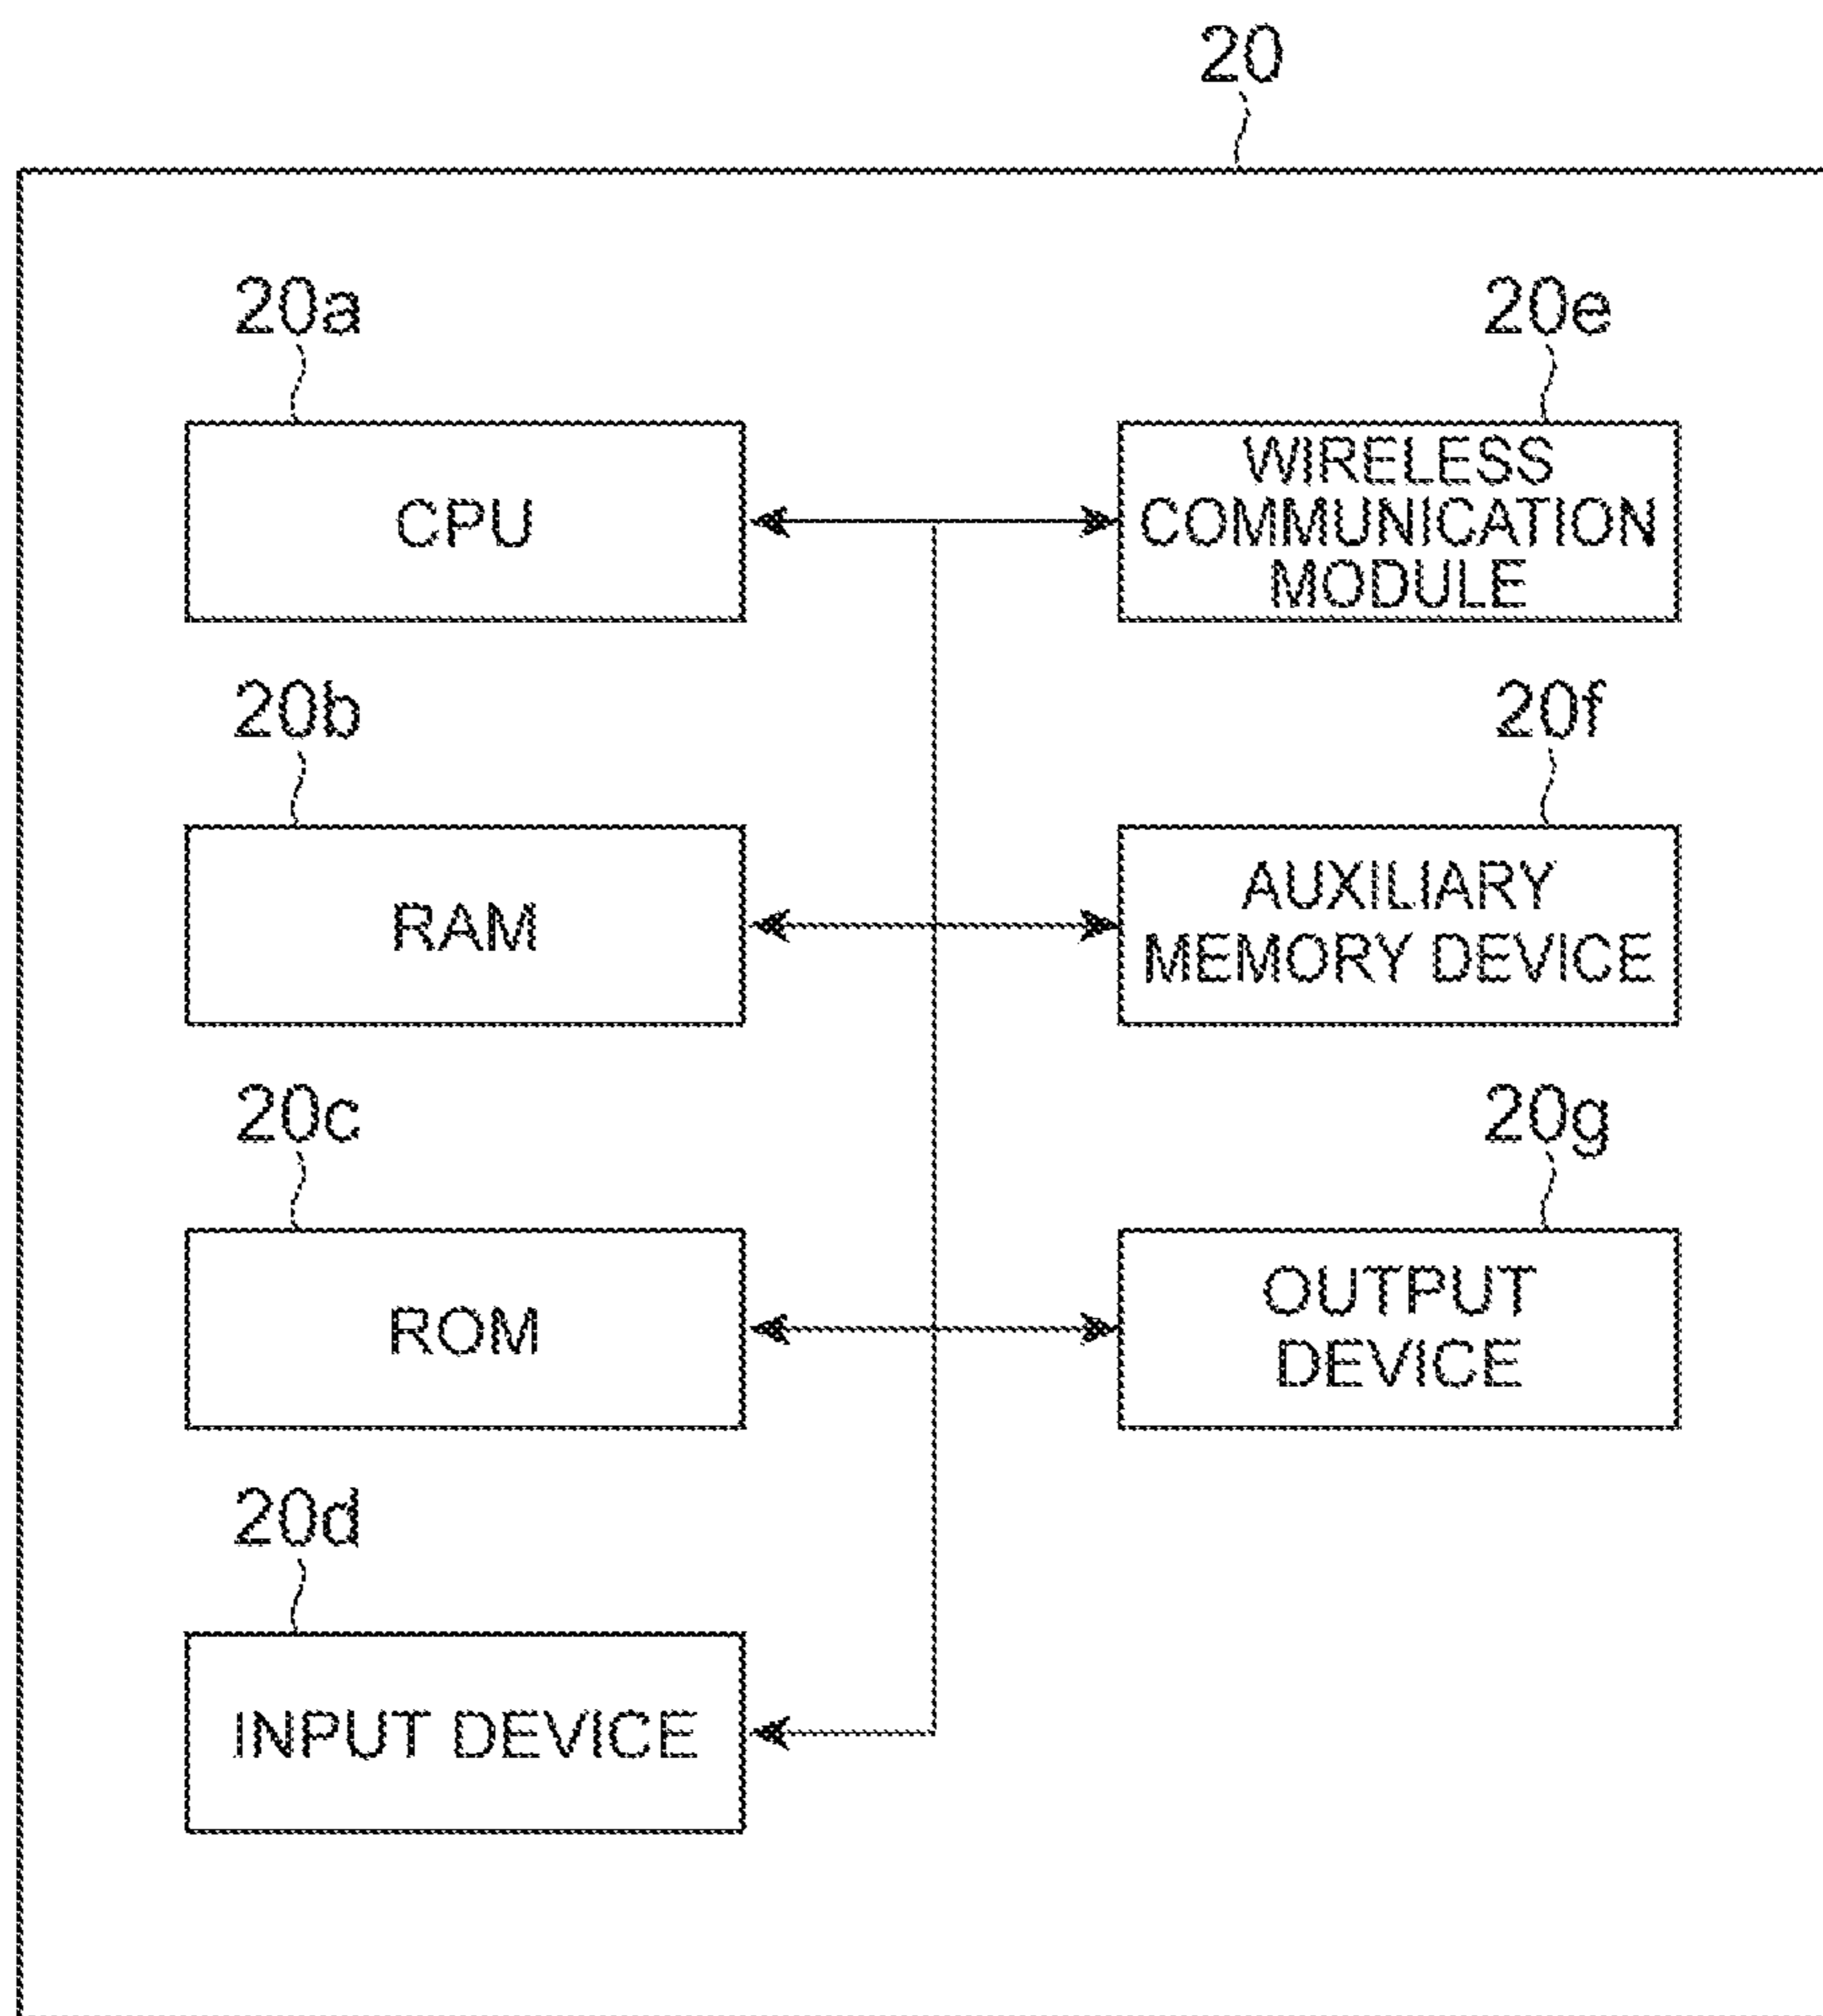 20
20a
CPU
20b
RAM
20c
ROM
20d
INPUT DEVICE
20e
WIRELESS
COMMUNICATION
MODULE
20f
AUXILIARY
MEMORY DEVICE
20g
OUTPUT
DEVICE